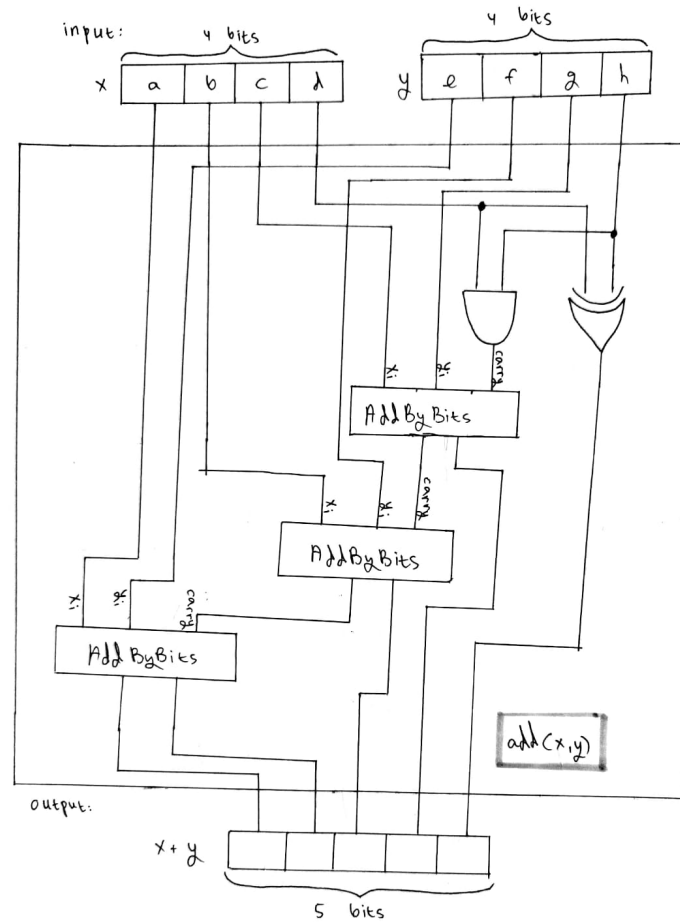 input:
4 bits
4 bits
x a b c d
y e f g h
xi yi carry
AddByBits
xi yi carry
AddByBits
xi yi carry
AddByBits
add(x,y)
output:
x + y
5 bits